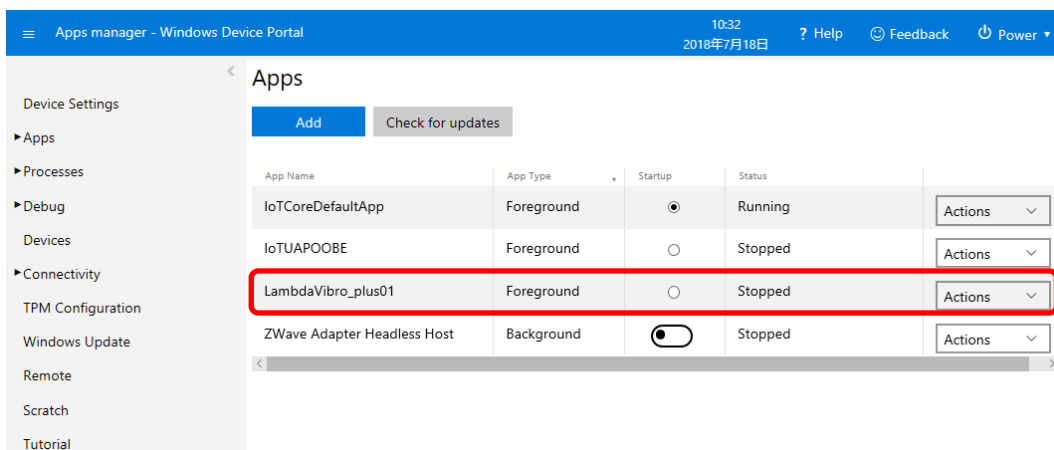 Apps manager - Windows Device Portal
10:32
2018年7月18日
? Help
Feedback
Power
Device Settings
Apps
Processes
Debug
Devices
Connectivity
TPM Configuration
Windows Update
Remote
Scratch
Tutorial
Apps
Add Check for updates
App Name App Type Startup Status
IoTCoreDefaultApp Foreground Running Actions
IoTUAPOOBE Foreground Stopped Actions
LambdaVibro_plus01 Foreground Stopped Actions
ZWave Adapter Headless Host Background Stopped Actions